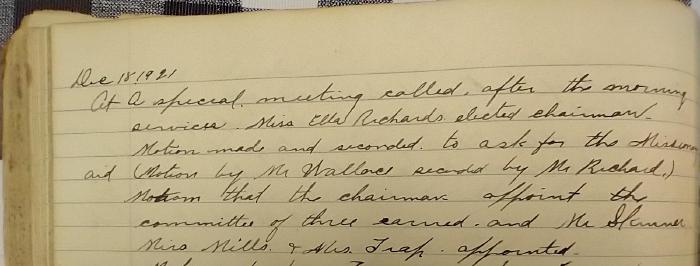 Dec 18 1921
At a special meeting called, after the morning
services. Miss Ella Richards elected chairman.
Motion made and seconded. to ask for the Mission
aid (Motion by Mr Wallace seconded by Mr Richard.)
Motion that the chairman appoint the
committee of three carried. and Mr Skinner
Miss Mills. & Mrs. Trap. appointed.